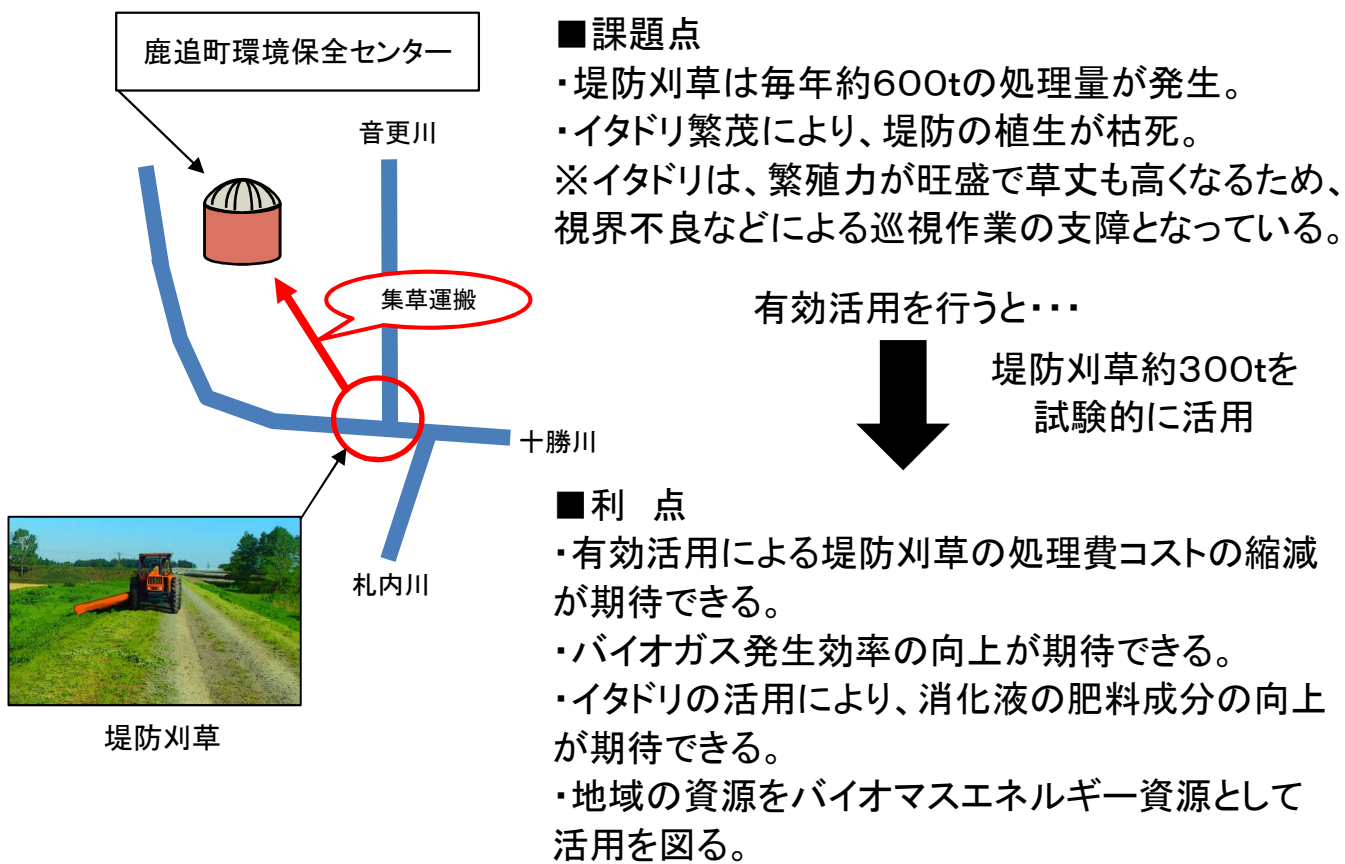 鹿追町環境保全センター
音更川
集草運搬
十勝川
札内川
堤防刈草
■課題点
・堤防刈草は毎年約600tの処理量が発生。
・イタドリ繁茂により、堤防の植生が枯死。
※イタドリは、繁殖力が旺盛で草丈も高くなるため、
視界不良などによる巡視作業の支障となっている。
有効活用を行うと・・・
堤防刈草約300tを
試験的に活用
■利　点
・有効活用による堤防刈草の処理費コストの縮減
が期待できる。
・バイオガス発生効率の向上が期待できる。
・イタドリの活用により、消化液の肥料成分の向上
が期待できる。
・地域の資源をバイオマスエネルギー資源として
活用を図る。